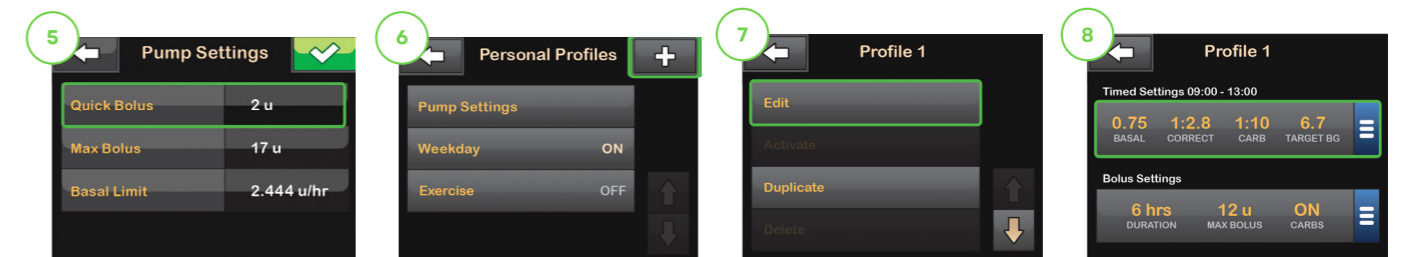 5
Pump Settings
Quick Bolus 2 u
Max Bolus 17 u
Basal Limit 2.444 u/hr
6
Personal Profiles
Pump Settings
Weekday ON
Exercise OFF
7
Profile 1
Edit
Activate
Duplicate
Delete
8
Profile 1
Timed Settings 09:00 - 13:00
0.75 1:2.8 1:10 6.7
BASAL CORRECT CARB TARGET BG
Bolus Settings
6 hrs 12 u ON
DURATION MAX BOLUS CARBS